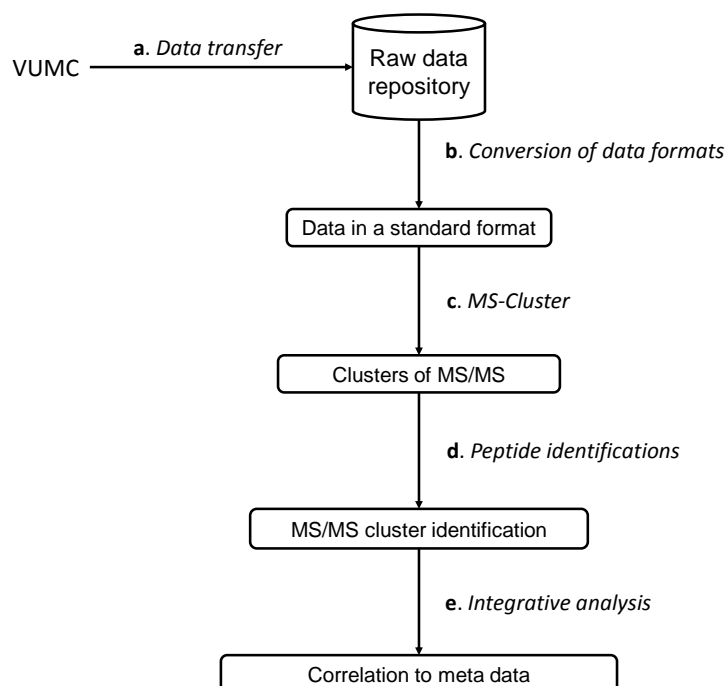 a. Data transfer
VUMC
Raw data
repository
b. Conversion of data formats
Data in a standard format
c. MS-Cluster
Clusters of MS/MS
d. Peptide identifications
MS/MS cluster identification
e. Integrative analysis
Correlation to meta data